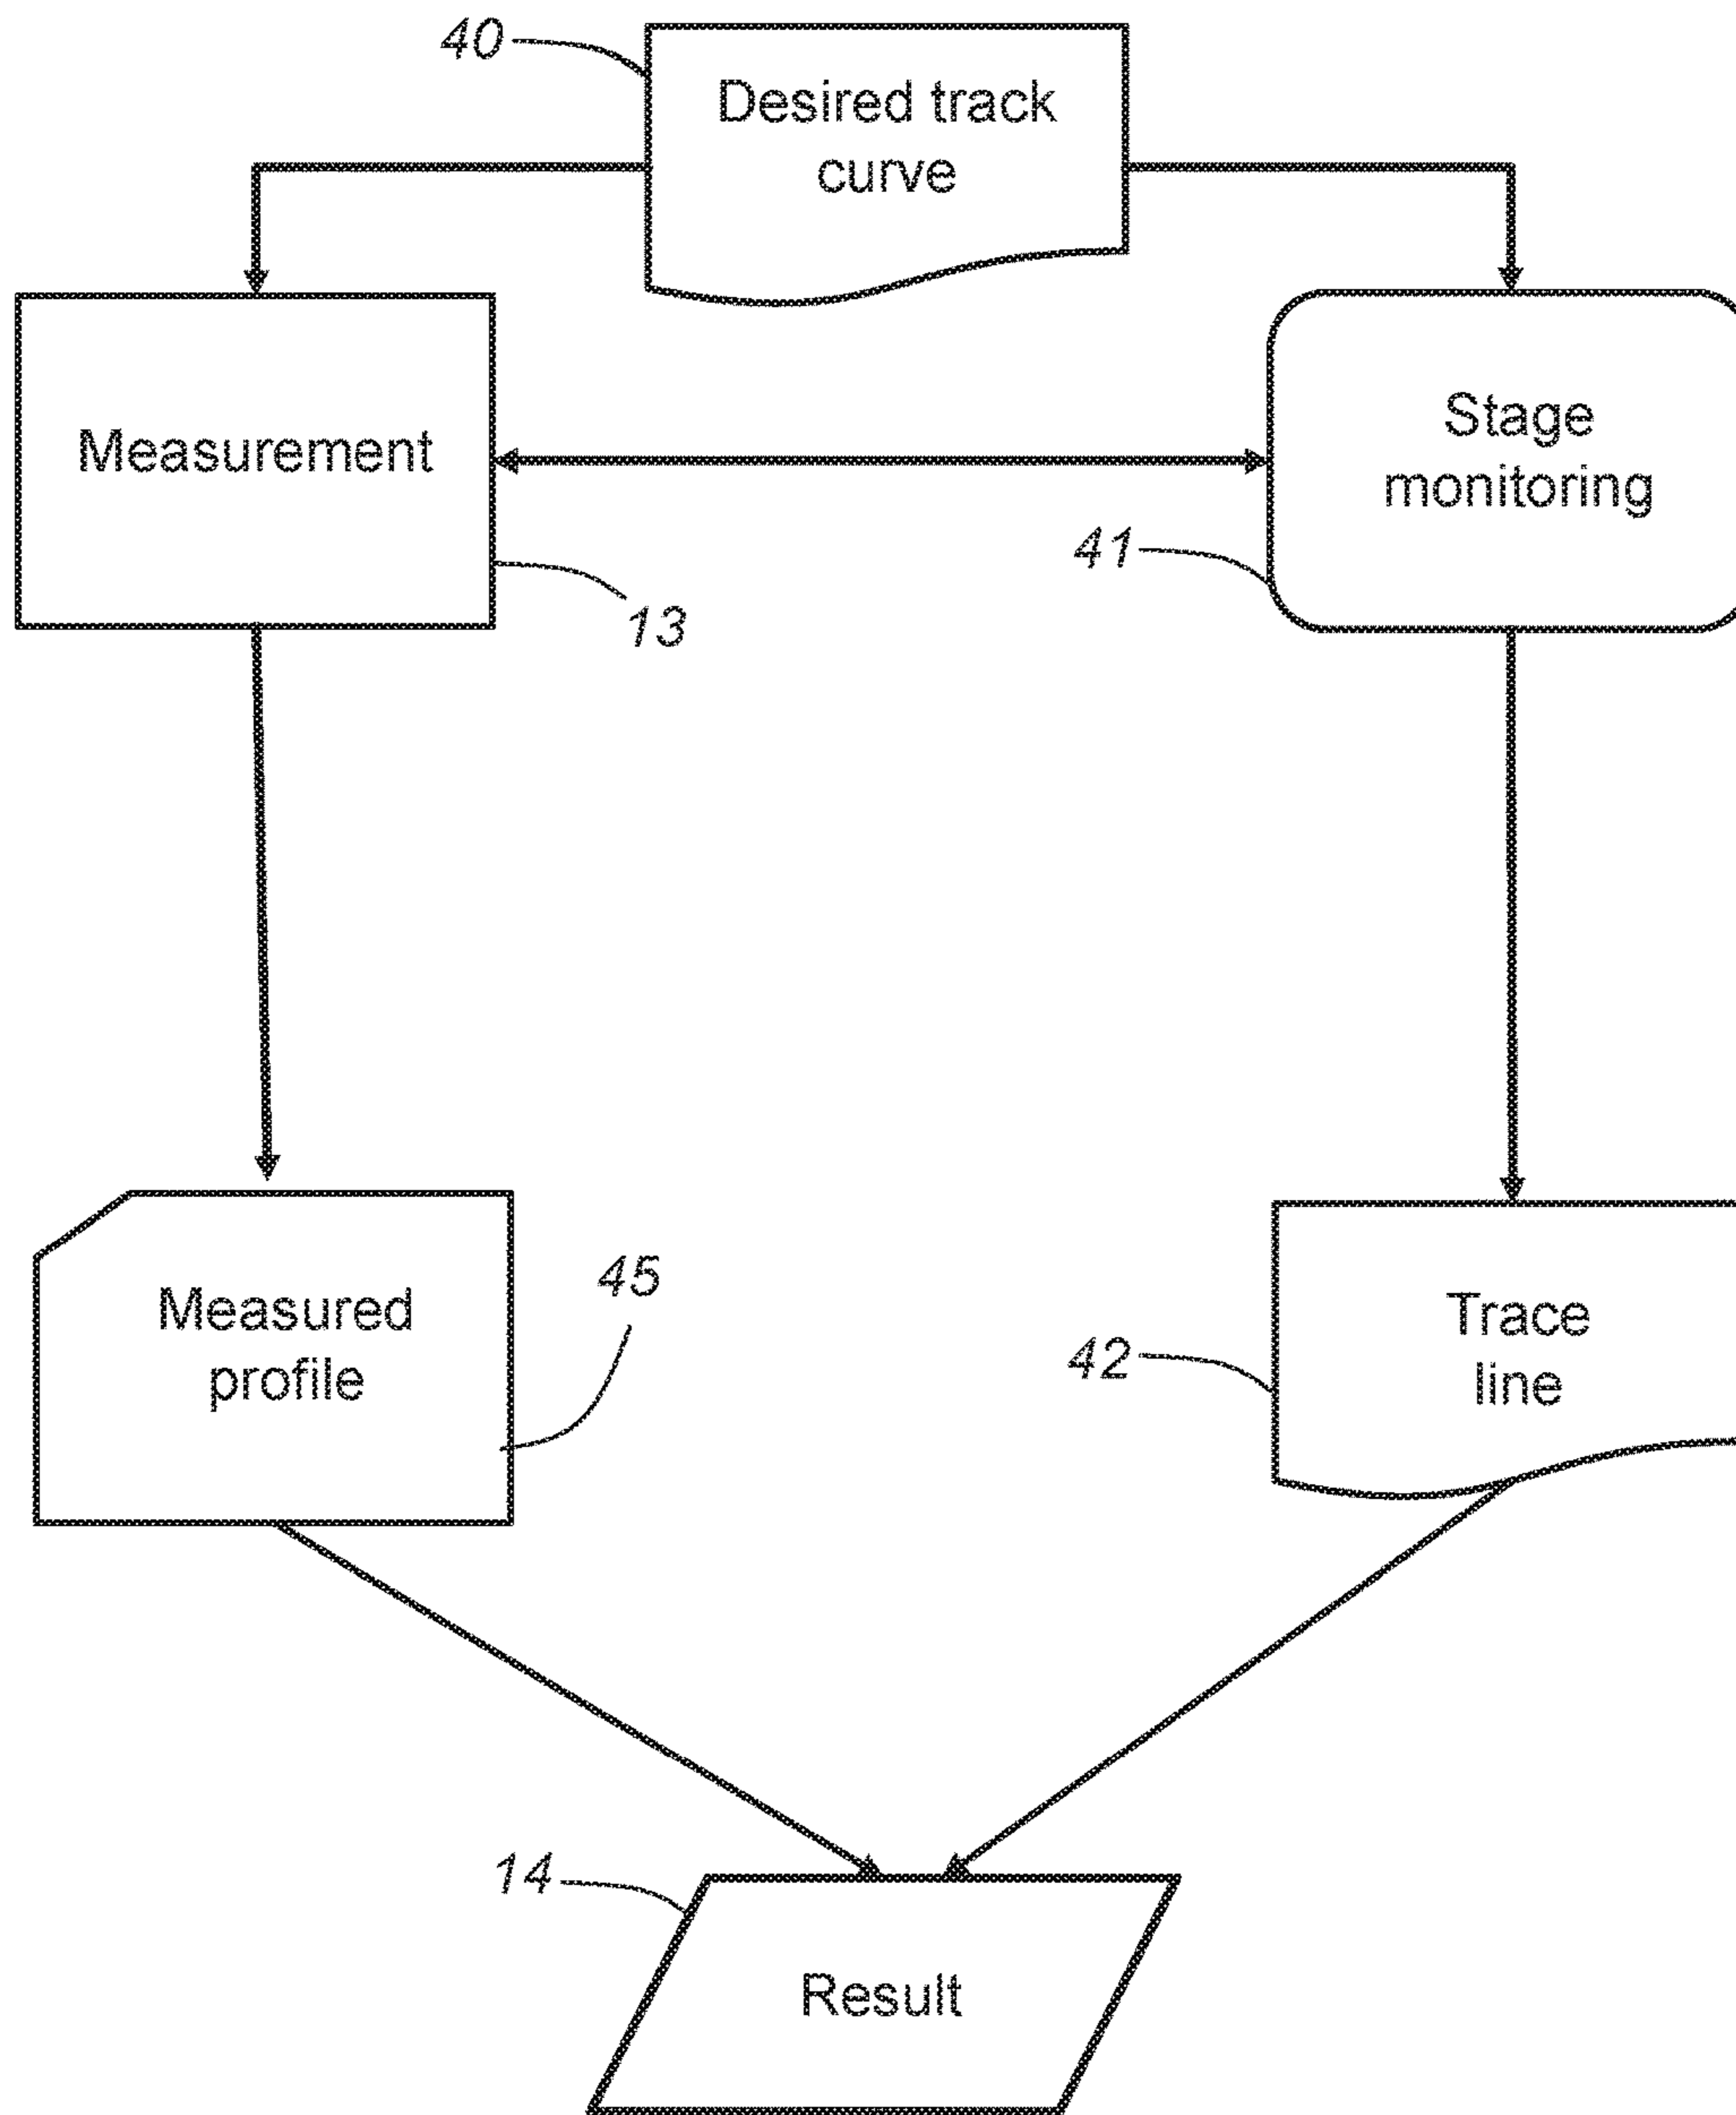 40
Desired track
curve
Measurement
Stage
monitoring
41
13
Measured
profile
45
Trace
line
42
14
Result